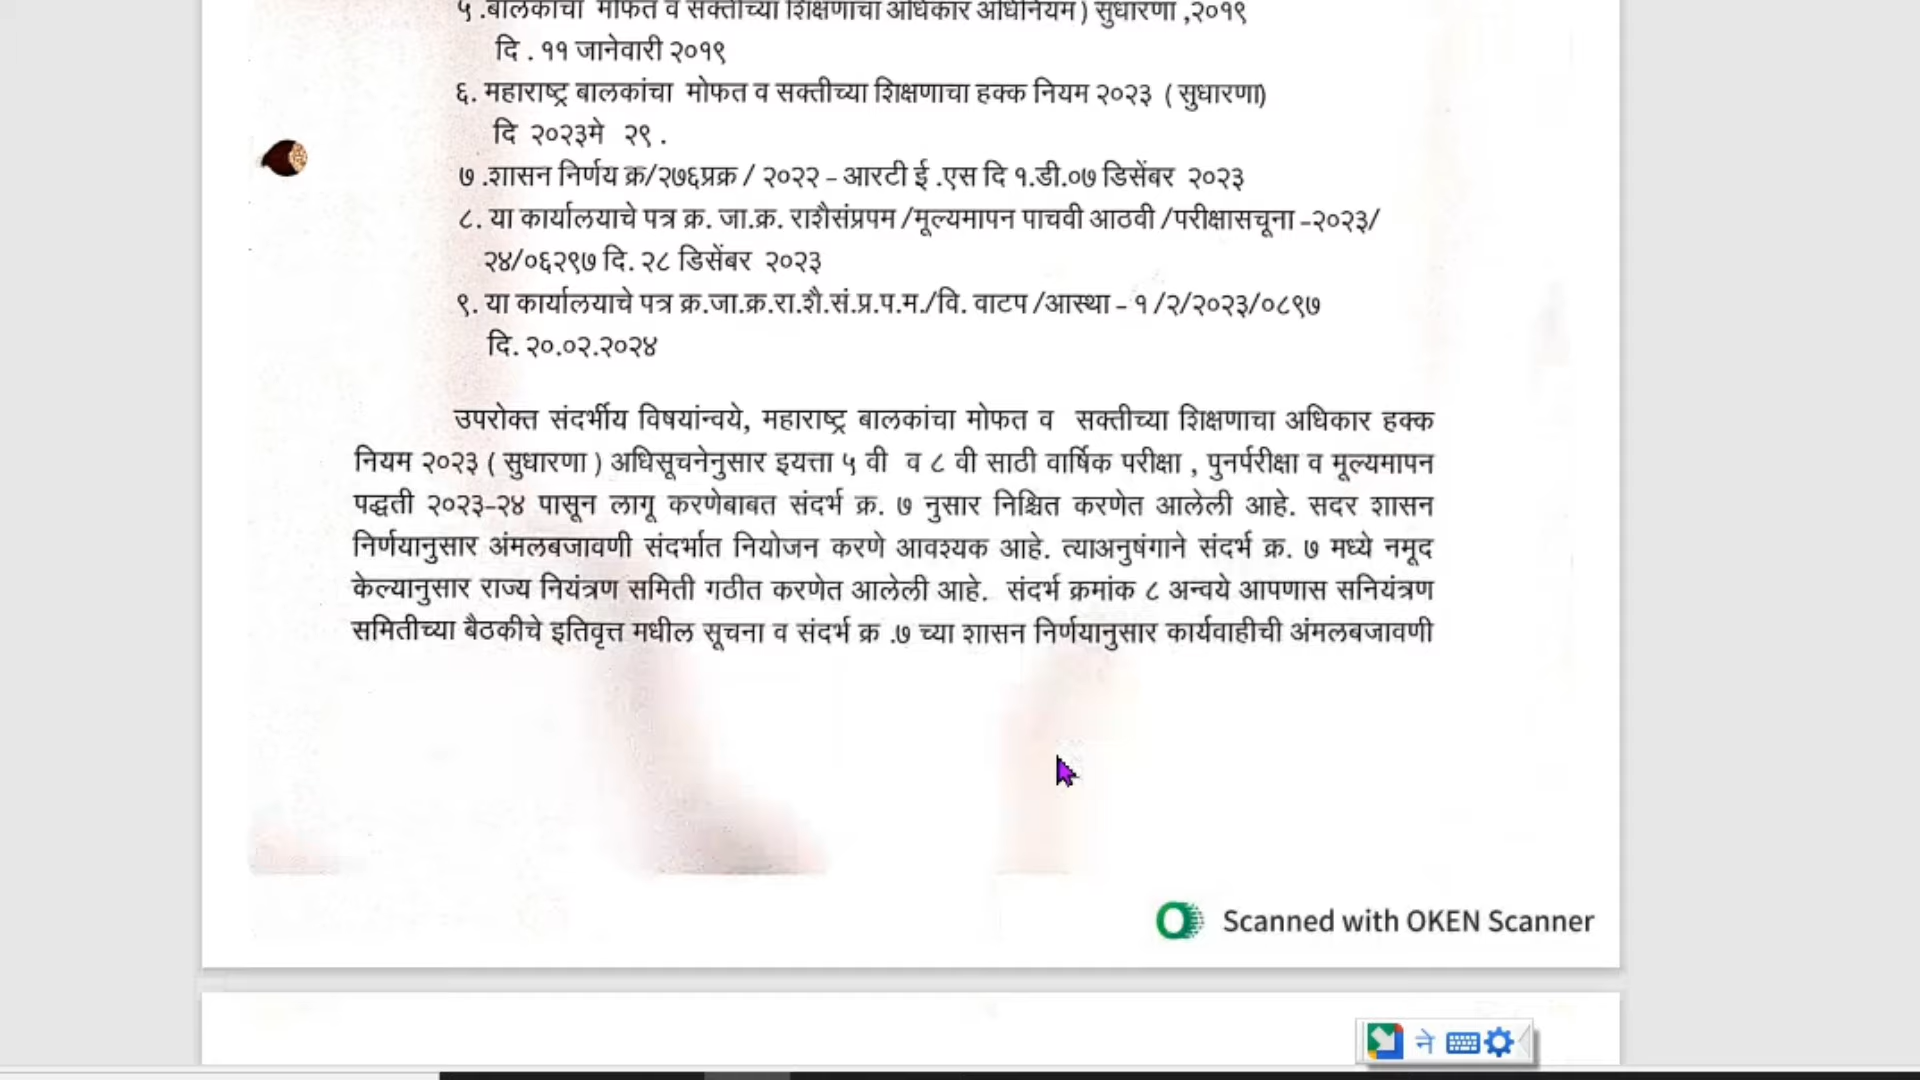 ५ .बालकांचा मोफत व सक्तीच्या शिक्षणाचा अधिकार अधिनियम ) सुधारणा ,२०१९
दि . ११ जानेवारी २०१९
६. महाराष्ट्र बालकांचा मोफत व सक्तीच्या शिक्षणाचा हक्क नियम २०२३ ( सुधारणा)
दि २०२३मे २९ .
७ .शासन निर्णय क्र/२७६प्रक्र / २०२२ – आरटी ई .एस दि १.डी.०७ डिसेंबर २०२३
८. या कार्यालयाचे पत्र क्र. जा.क्र. राशैसंप्रपम /मूल्यमापन पाचवी आठवी /परीक्षासचूना -२०२३/
२४/०६२९७ दि. २८ डिसेंबर २०२३
९. या कार्यालयाचे पत्र क्र.जा.क्र.रा.शै.सं.प्र.प.म./वि. वाटप /आस्था - १ /२/२०२३/०८९७
दि. २०.०२.२०२४
उपरोक्त संदर्भीय विषयांन्वये, महाराष्ट्र बालकांचा मोफत व सक्तीच्या शिक्षणाचा अधिकार हक्क
नियम २०२३ ( सुधारणा ) अधिसूचनेनुसार इयत्ता ५ वी व ८ वी साठी वार्षिक परीक्षा , पुनर्परीक्षा व मूल्यमापन
पद्धती २०२३-२४ पासून लागू करणेबाबत संदर्भ क्र. ७ नुसार निश्चित करणेत आलेली आहे. सदर शासन
निर्णयानुसार अंमलबजावणी संदर्भात नियोजन करणे आवश्यक आहे. त्याअनुषंगाने संदर्भ क्र. ७ मध्ये नमूद
केल्यानुसार राज्य नियंत्रण समिती गठीत करणेत आलेली आहे. संदर्भ क्रमांक ८ अन्वये आपणास सनियंत्रण
समितीच्या बैठकीचे इतिवृत्त मधील सूचना व संदर्भ क्र .७ च्या शासन निर्णयानुसार कार्यवाहीची अंमलबजावणी
Scanned with OKEN Scanner
ने